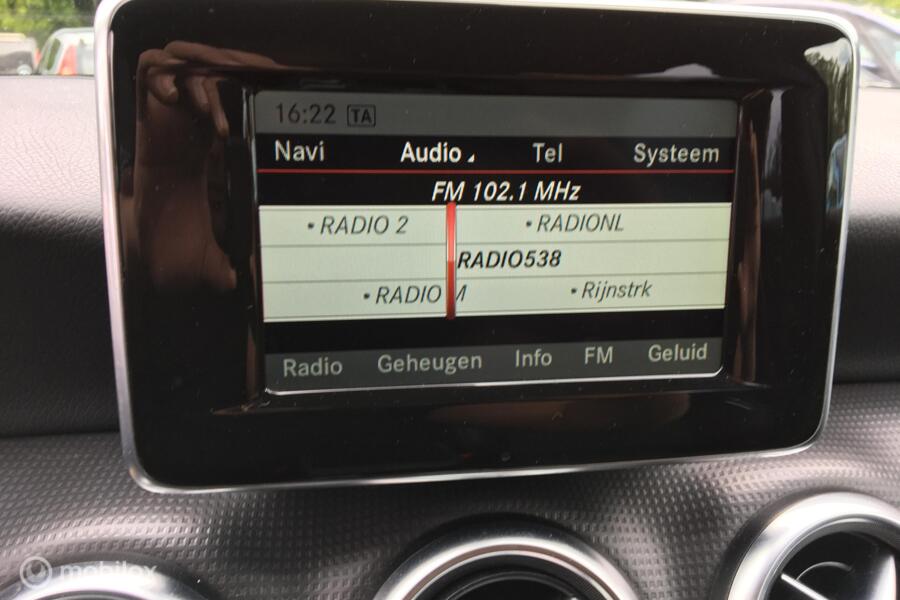 16:22 TA
Navi Audio Tel Systeem
FM 102.1 MHz
RADIO 2 RADIONL
RADIO538
RADIO M Rijnstrk
Radio Geheugen Info FM Geluid
mobilox